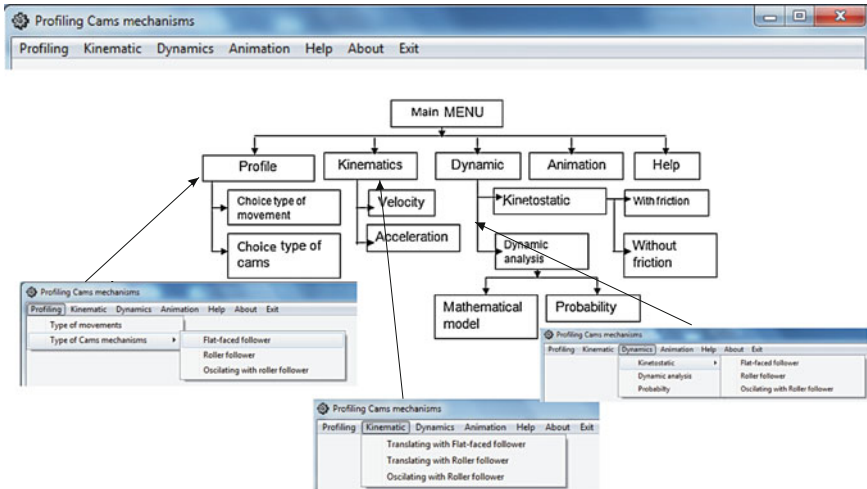 Profiling Cams mechanisms
Profiling Kinematic Dynamics Animation Help About Exit
Main MENU
Profile Kinematics Dynamic Animation Help
Choice type of
movement
Velocity
Kinetostatic
With friction
Choice type of
cams
Acceleration
Dynamic
analysis
Without
friction
Mathematical
model
Probability
Profiling Cams mechanisms
Profiling Kinematic Dynamics Animation Help About Exit
Type of movements
Type of Cams mechanisms
Flat-faced follower
Roller follower
Oscilating with roller follower
Profiling Cams mechanisms
Profiling Kinematic Dynamics Animation Help About Exit
Kinetostatic
Dynamic analysis
Probabilty
Flat-faced follower
Roller follower
Oscilating with Roller follower
Profiling Cams mechanisms
Profiling Kinematic Dynamics Animation Help About Exit
Translating with Flat-faced follower
Translating with Roller follower
Oscilating with Roller follower